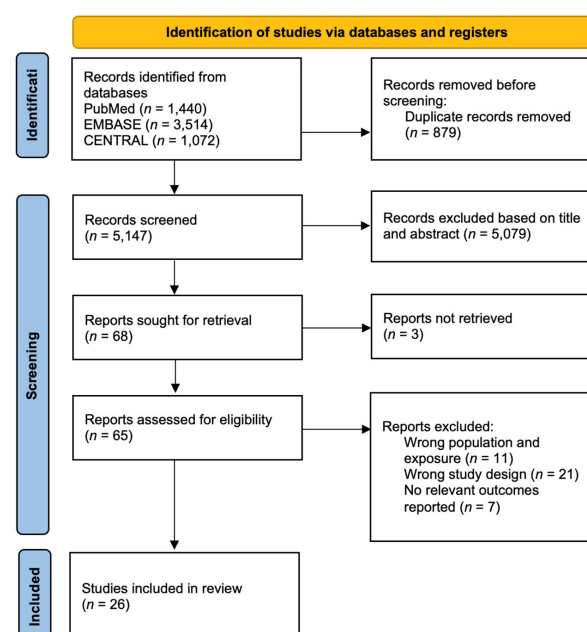 Identification of studies via databases and registers
Identificati
Records identified from
databases
PubMed (n = 1,440)
EMBASE (n = 3,514)
CENTRAL (n = 1,072)
Records removed before
screening:
Duplicate records removed
(n = 879)
Screening
Records screened
(n = 5,147)
Records excluded based on title
and abstract (n = 5,079)
Reports sought for retrieval
(n = 68)
Reports not retrieved
(n = 3)
Reports assessed for eligibility
(n = 65)
Reports excluded:
Wrong population and
exposure (n = 11)
Wrong study design (n = 21)
No relevant outcomes
reported (n = 7)
Included
Studies included in review
(n = 26)